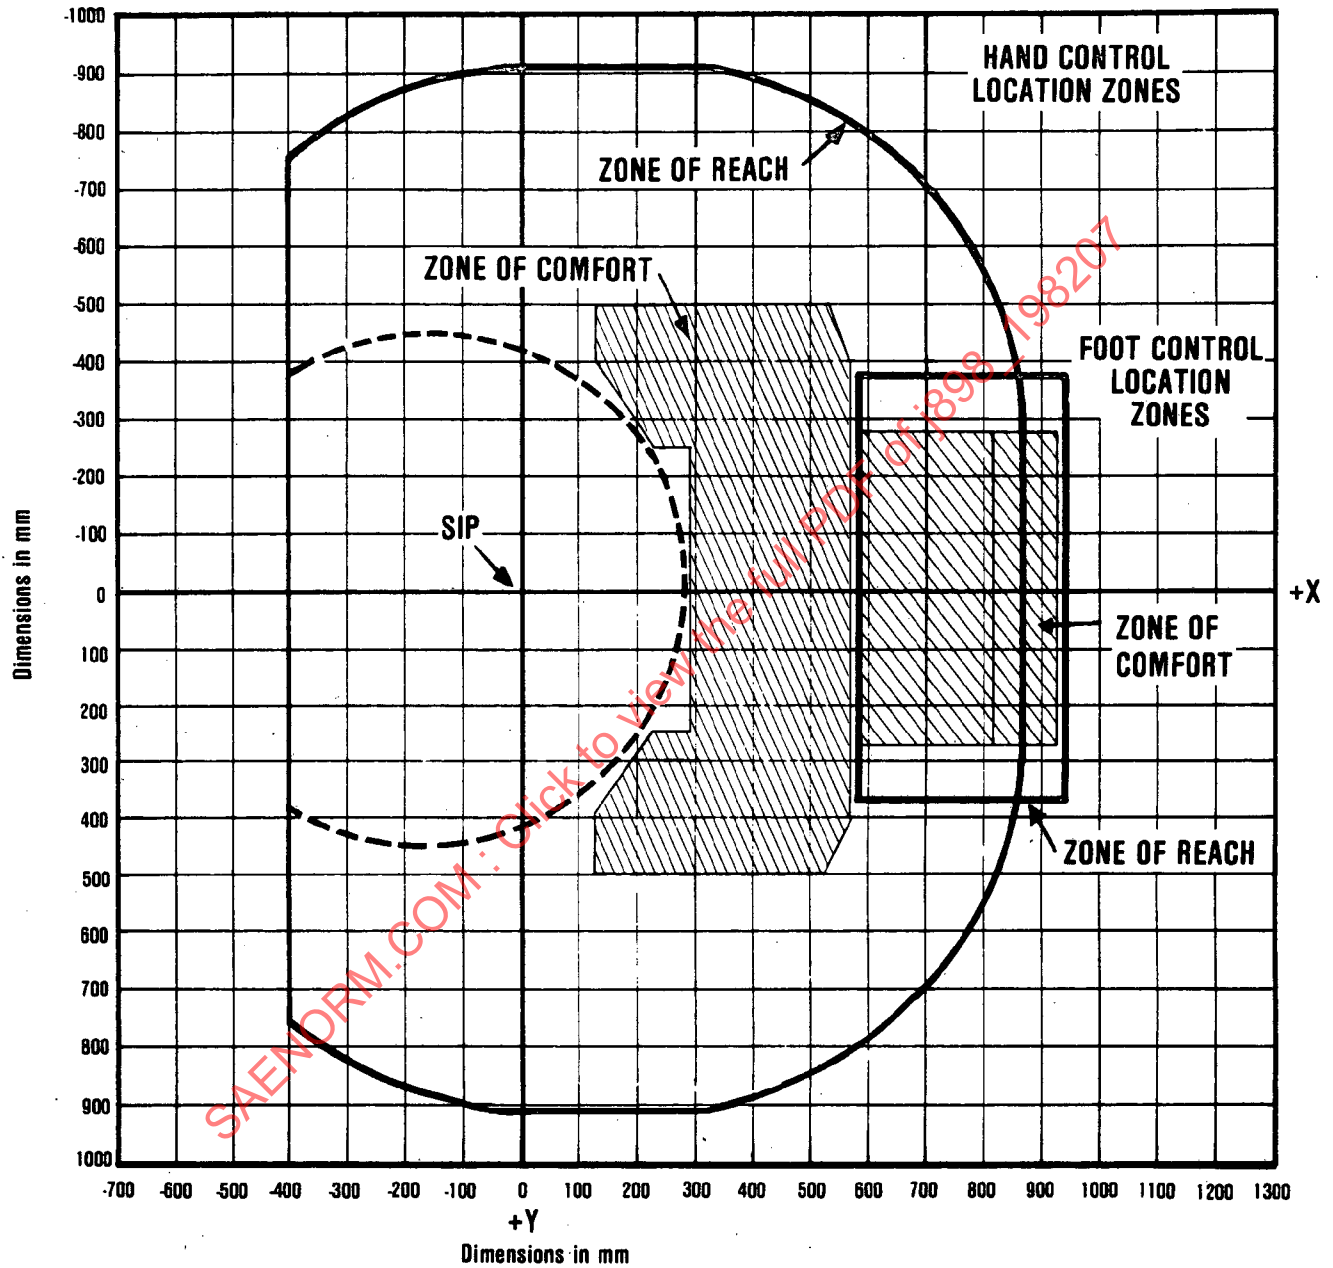 -1000
-900
-800
-700
-600
-500
-400
-300
-200
-100
0
100
200
300
400
500
600
700
800
900
1000
Dimensions in mm
HAND CONTROL
LOCATION ZONES
ZONE OF REACH
ZONE OF COMFORT
FOOT CONTROL
LOCATION
ZONES
SIP
+X
ZONE OF
COMFORT
ZONE OF REACH
SAENORM.COM : Click to view the full PDF of j898_198207
-700 -600 -500 -400 -300 -200 -100 0 100 200 300 400 500 600 700 800 900 1000 1100 1200 1300
+Y
Dimensions in mm